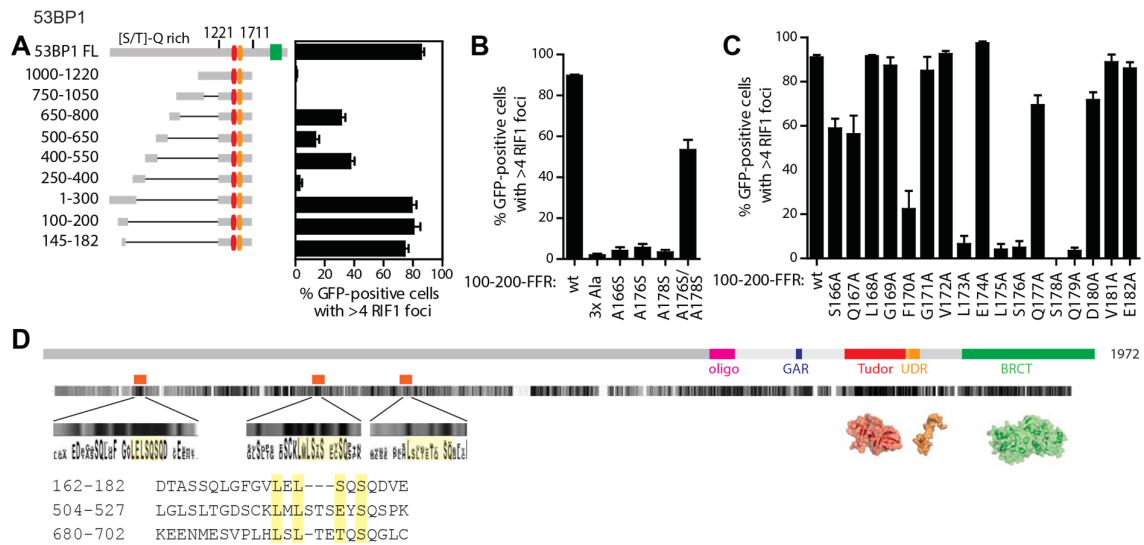 53BP1
A
[S/T]-Q rich
1221
1711
53BP1 FL
1000-1220
750-1050
650-800
500-650
400-550
250-400
1-300
100-200
145-182
0
20
40
60
80
100
% GFP-positive cells
with >4 RIF1 foci
B
% GFP-positive cells
with >4 RIF1 foci
100
80
60
40
20
0
100-200-FFR:
wt
3x Ala
A166S
A176S
A178S
A176S/
A178S
C
% GFP-positive cells
with >4 RIF1 foci
100
80
60
40
20
0
100-200-FFR:
wt
S166A
Q167A
L168A
G169A
F170A
G171A
V172A
L173A
E174A
L175A
S176A
Q177A
S178A
Q179A
D180A
V181A
E182A
D
1972
oligo
GAR
Tudor
UDR
BRCT
162-182 DTASSQLGFGVLEL---SQSQDVE
504-527 LGLSLTGDSCKLMLSTSEYSQSPK
680-702 KEENMESVPLHLSL-TETQSQGLC